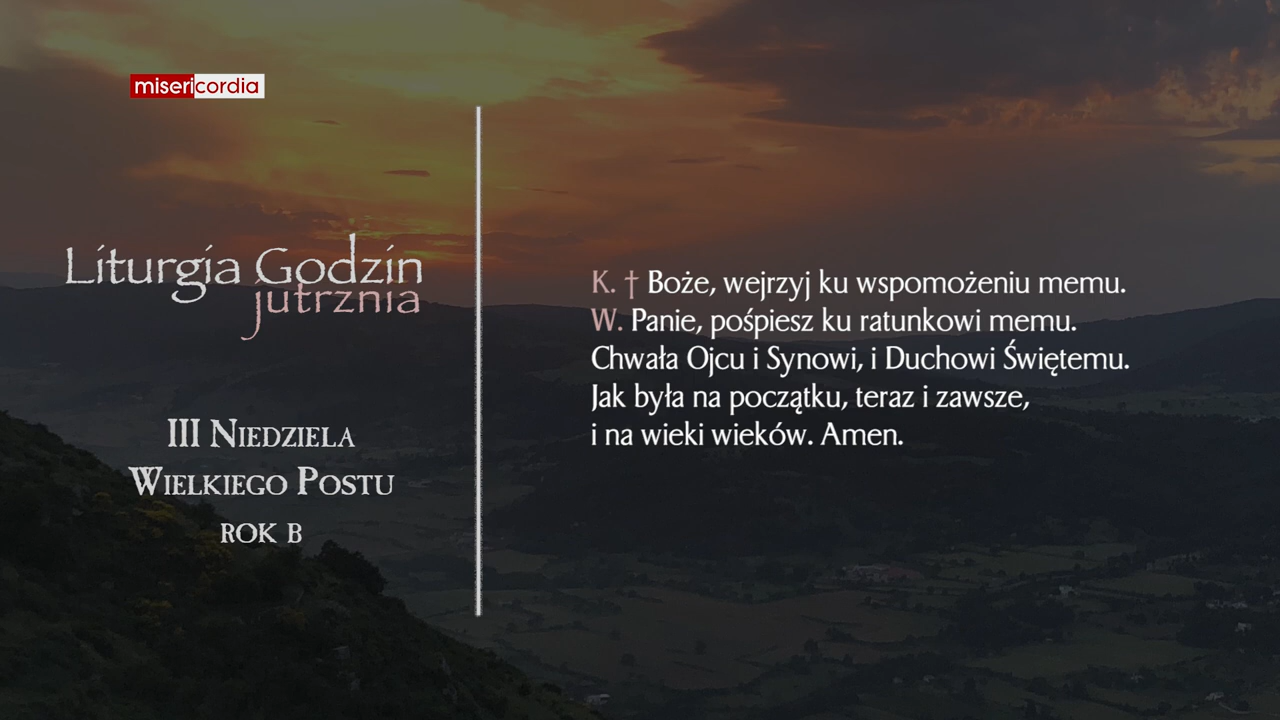 misericordia
Liturgia Godzin
jutrznia
III Niedziela
Wielkiego Postu
rok B
K. † Boże, wejrzyj ku wspomożeniu memu.
W. Panie, pośpiesz ku ratunkowi memu.
Chwała Ojcu i Synowi, i Duchowi Świętemu.
Jak była na początku, teraz i zawsze,
i na wieki wieków. Amen.